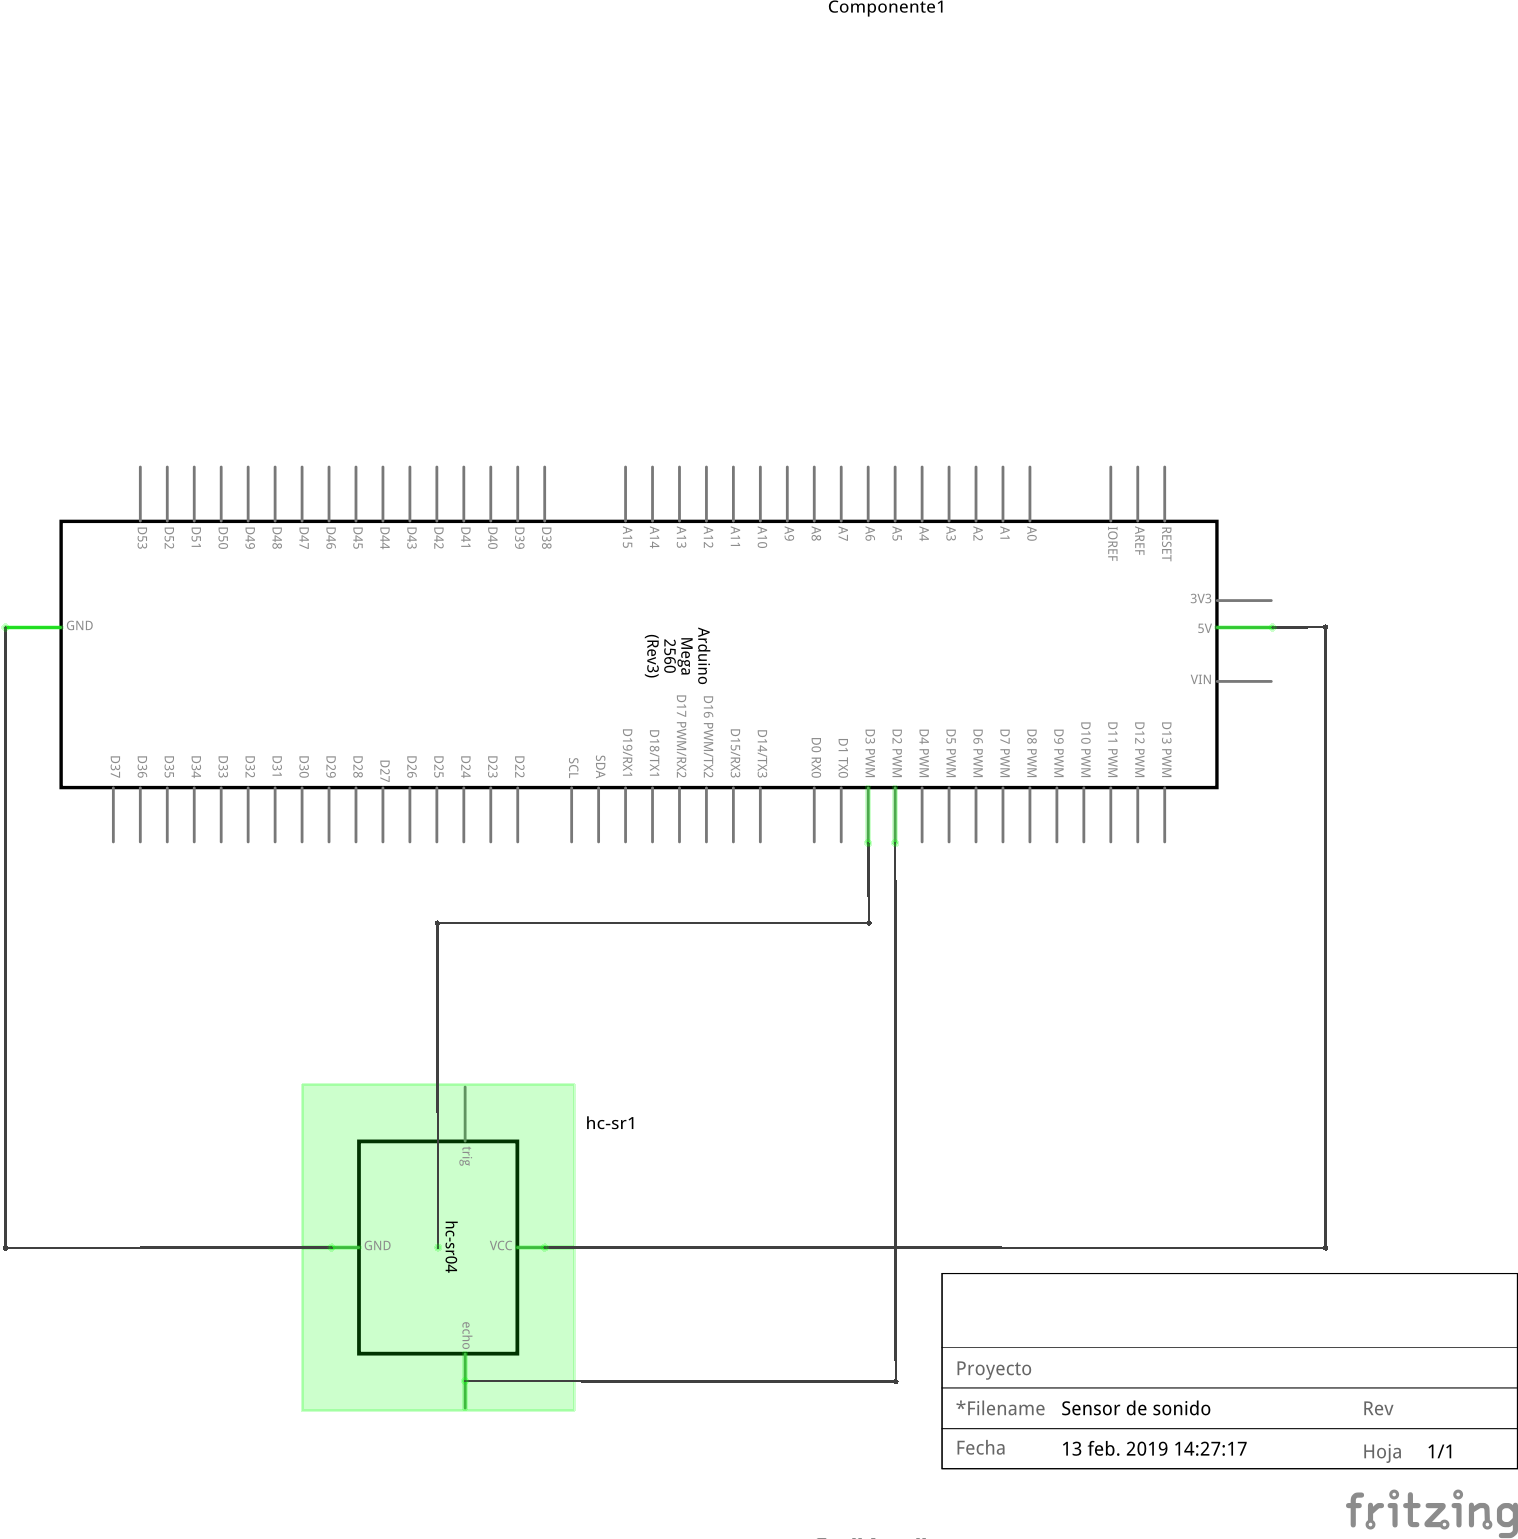 Componente1
D53 D52 D51 D50 D49 D48 D47 D46 D45 D44 D43 D42 D41 D40 D39 D38 A15 A14 A13 A12 A11 A10 A9 A8 A7 A6 A5 A4 A3 A2 A1 A0 IOREF AREF RESET
3V3
GND
5V
VIN
Arduino
Mega
2560
(Rev3)
D37 D36 D35 D34 D33 D32 D31 D30 D29 D28 D27 D26 D25 D24 D23 D22 SCL SDA D19/RX1 D18/TX1 D17 PWM/RX2 D16 PWM/TX2 D15/RX3 D14/TX3 D0 RX0 D1 TX0 D3 PWM D2 PWM D4 PWM D5 PWM D6 PWM D7 PWM D8 PWM D9 PWM D10 PWM D11 PWM D12 PWM D13 PWM
hc-sr1
trig
GND hc-sr04 VCC
echo
Proyecto
*Filename Sensor de sonido Rev
Fecha 13 feb. 2019 14:27:17 Hoja 1/1
fritzing